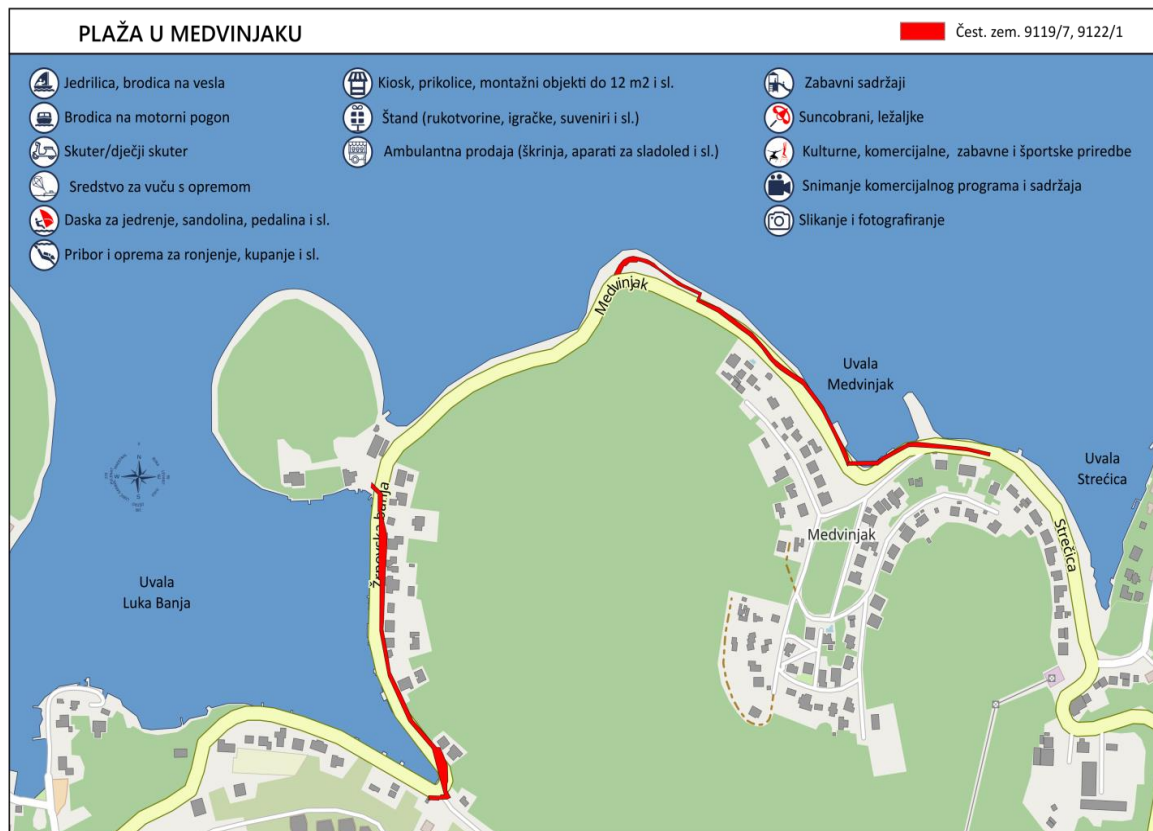 PLAŽA U MEDVINJAKU
Čest. zem. 9119/7, 9122/1
Jedrilica, brodica na vesla
Brodica na motorni pogon
Skuter/dječji skuter
Sredstvo za vuču s opremom
Daska za jedrenje, sandolina, pedalina i sl.
Pribor i oprema za ronjenje, kupanje i sl.
Kiosk, prikolice, montažni objekti do 12 m2 i sl.
Štand (rukotvorine, igračke, suveniri i sl.)
Ambulantna prodaja (škrinja, aparati za sladoled i sl.)
Zabavni sadržaji
Suncobrani, ležaljke
Kulturne, komercijalne, zabavne i športske priredbe
Snimanje komercijalnog programa i sadržaja
Slikanje i fotografiranje
Medvinjak
Uvala
Medvinjak
Uvala
Strećica
Žrnovska banja
Medvinjak
Strečica
Uvala
Luka Banja